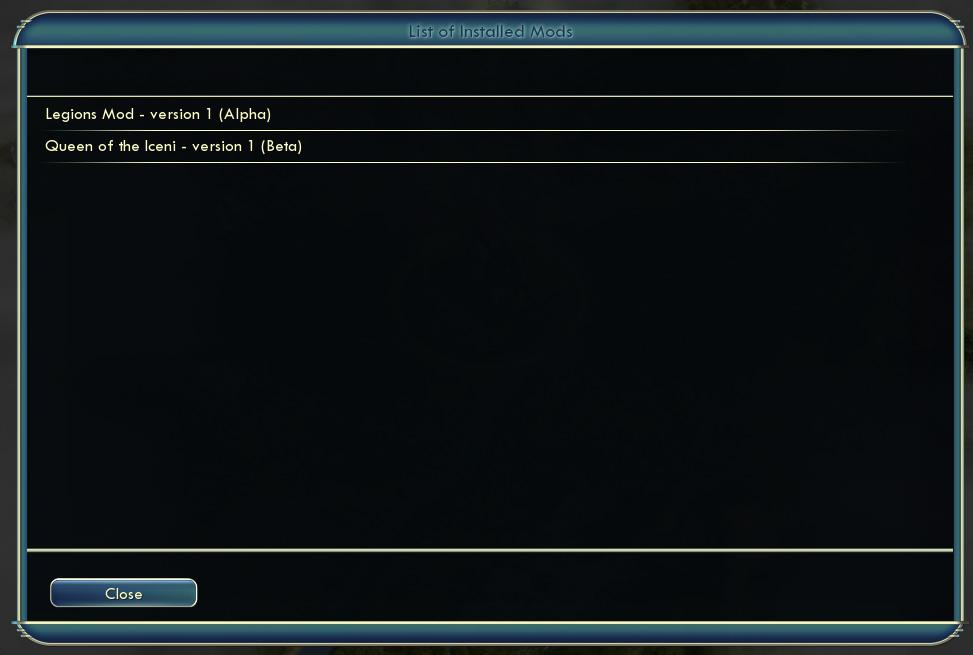 List of Installed Mods
Legions Mod - version 1 (Alpha)
Queen of the Iceni - version 1 (Beta)
Close